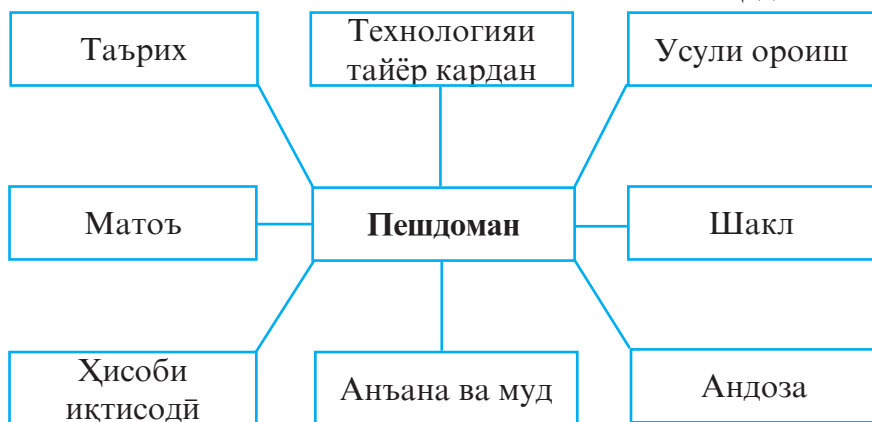 Таърих
Технологияи
тайёр кардан
Усули ороиш
Матоъ
Пешдоман
Шакл
Ҳисоби
иқтисодӣ
Анъана ва муд
Андоза